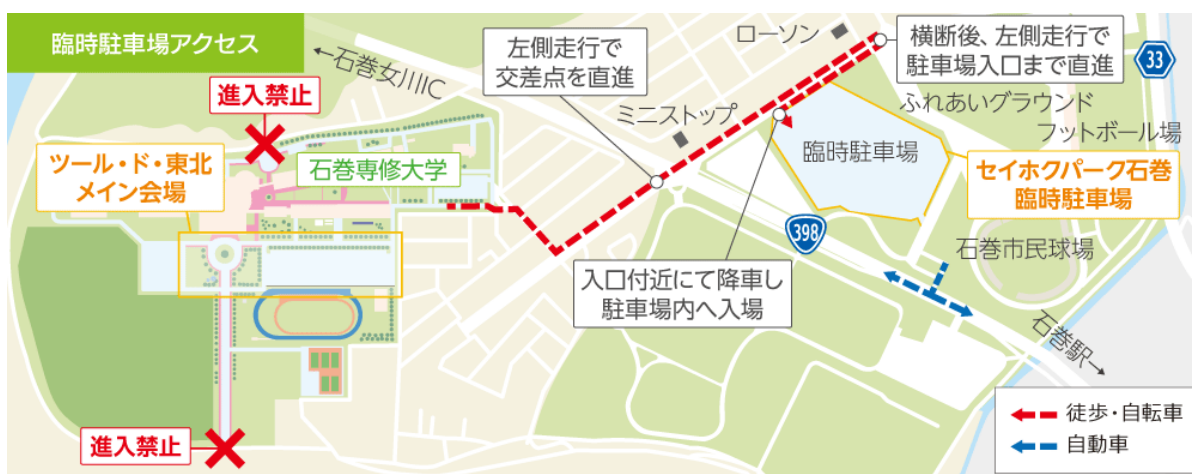 臨時駐車場アクセス
←石巻女川IC
進入禁止
ツール・ド・東北
メイン会場
石巻専修大学
左側走行で
交差点を直進
ローソン
横断後、左側走行で
駐車場入口まで直進
33
ミニストップ
ふれあいグラウンド
フットボール場
臨時駐車場
セイホクパーク石巻
臨時駐車場
398
石巻市民球場
入口付近にて降車し
駐車場内へ入場
石巻駅→
進入禁止
徒歩・自転車
自動車